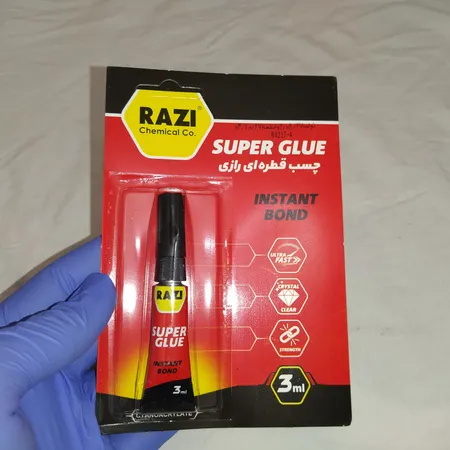 RAZI®
Chemical Co.
SUPER GLUE
چسب قطره ای رازی
INSTANT
BOND
ULTRA
FAST
CRYSTAL
CLEAR
STRENGTH
3ml
RAZI
SUPER
GLUE
INSTANT
BOND
3ml
CYANOACRYLATE